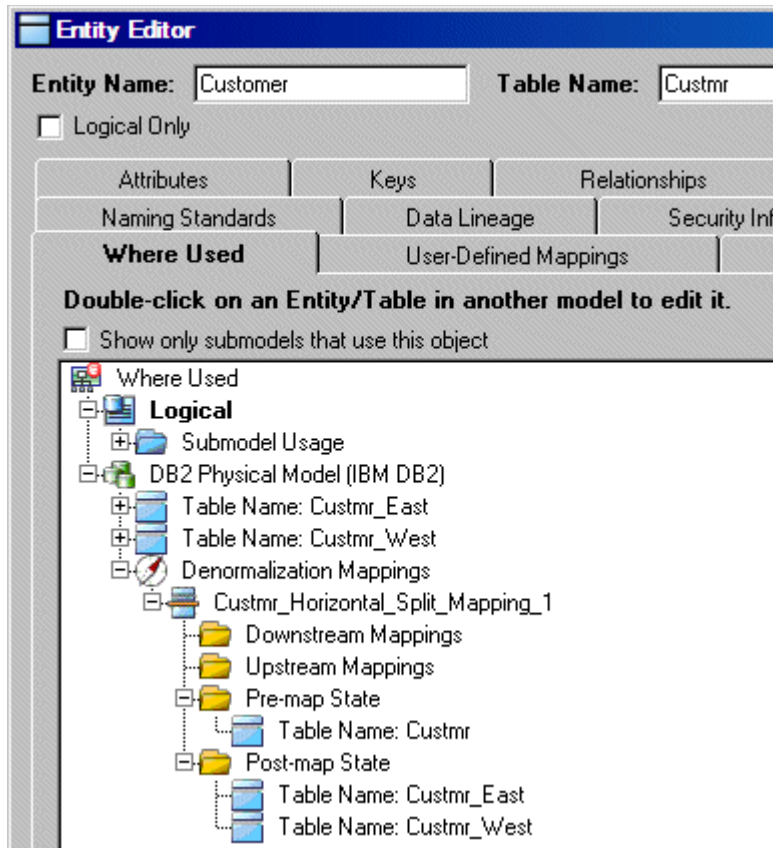 Entity Editor
Entity Name: Customer Table Name: Custmr
Logical Only
Attributes Keys Relationships
Naming Standards Data Lineage Security Inf
Where Used User-Defined Mappings
Double-click on an Entity/Table in another model to edit it.
Show only submodels that use this object
Where Used
Logical
Submodel Usage
DB2 Physical Model (IBM DB2)
Table Name: Custmr_East
Table Name: Custmr_West
Denormalization Mappings
Custmr_Horizontal_Split_Mapping_1
Downstream Mappings
Upstream Mappings
Pre-map State
Table Name: Custmr
Post-map State
Table Name: Custmr_East
Table Name: Custmr_West